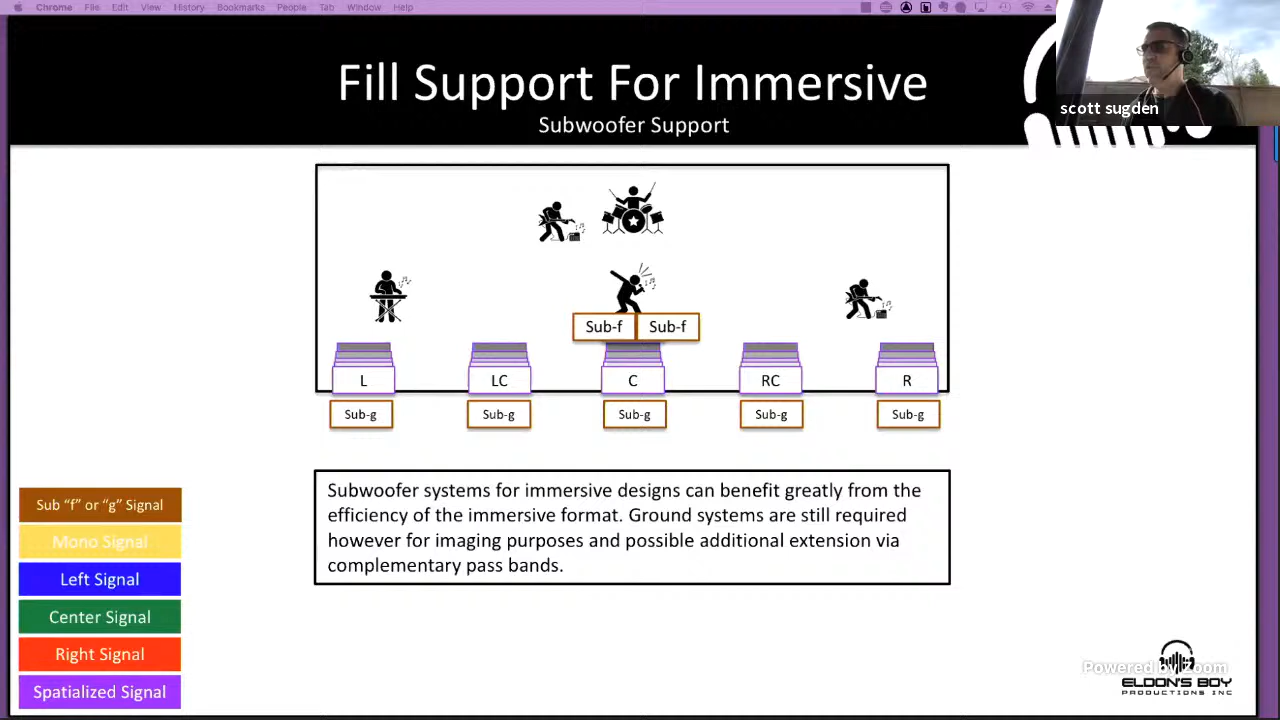 Chrome File Edit View History Bookmarks People Tab Window Help
Fill Support For Immersive
Subwoofer Support
scott sugden
Sub-f Sub-f
L LC C RC R
Sub-g Sub-g Sub-g Sub-g Sub-g
Subwoofer systems for immersive designs can benefit greatly from the
efficiency of the immersive format. Ground systems are still required
however for imaging purposes and possible additional extension via
complementary pass bands.
Sub “f” or “g” Signal
Mono Signal
Left Signal
Center Signal
Right Signal
Spatialized Signal
Powered by Zoom
ELDON'S BOY
PRODUCTIONS INC